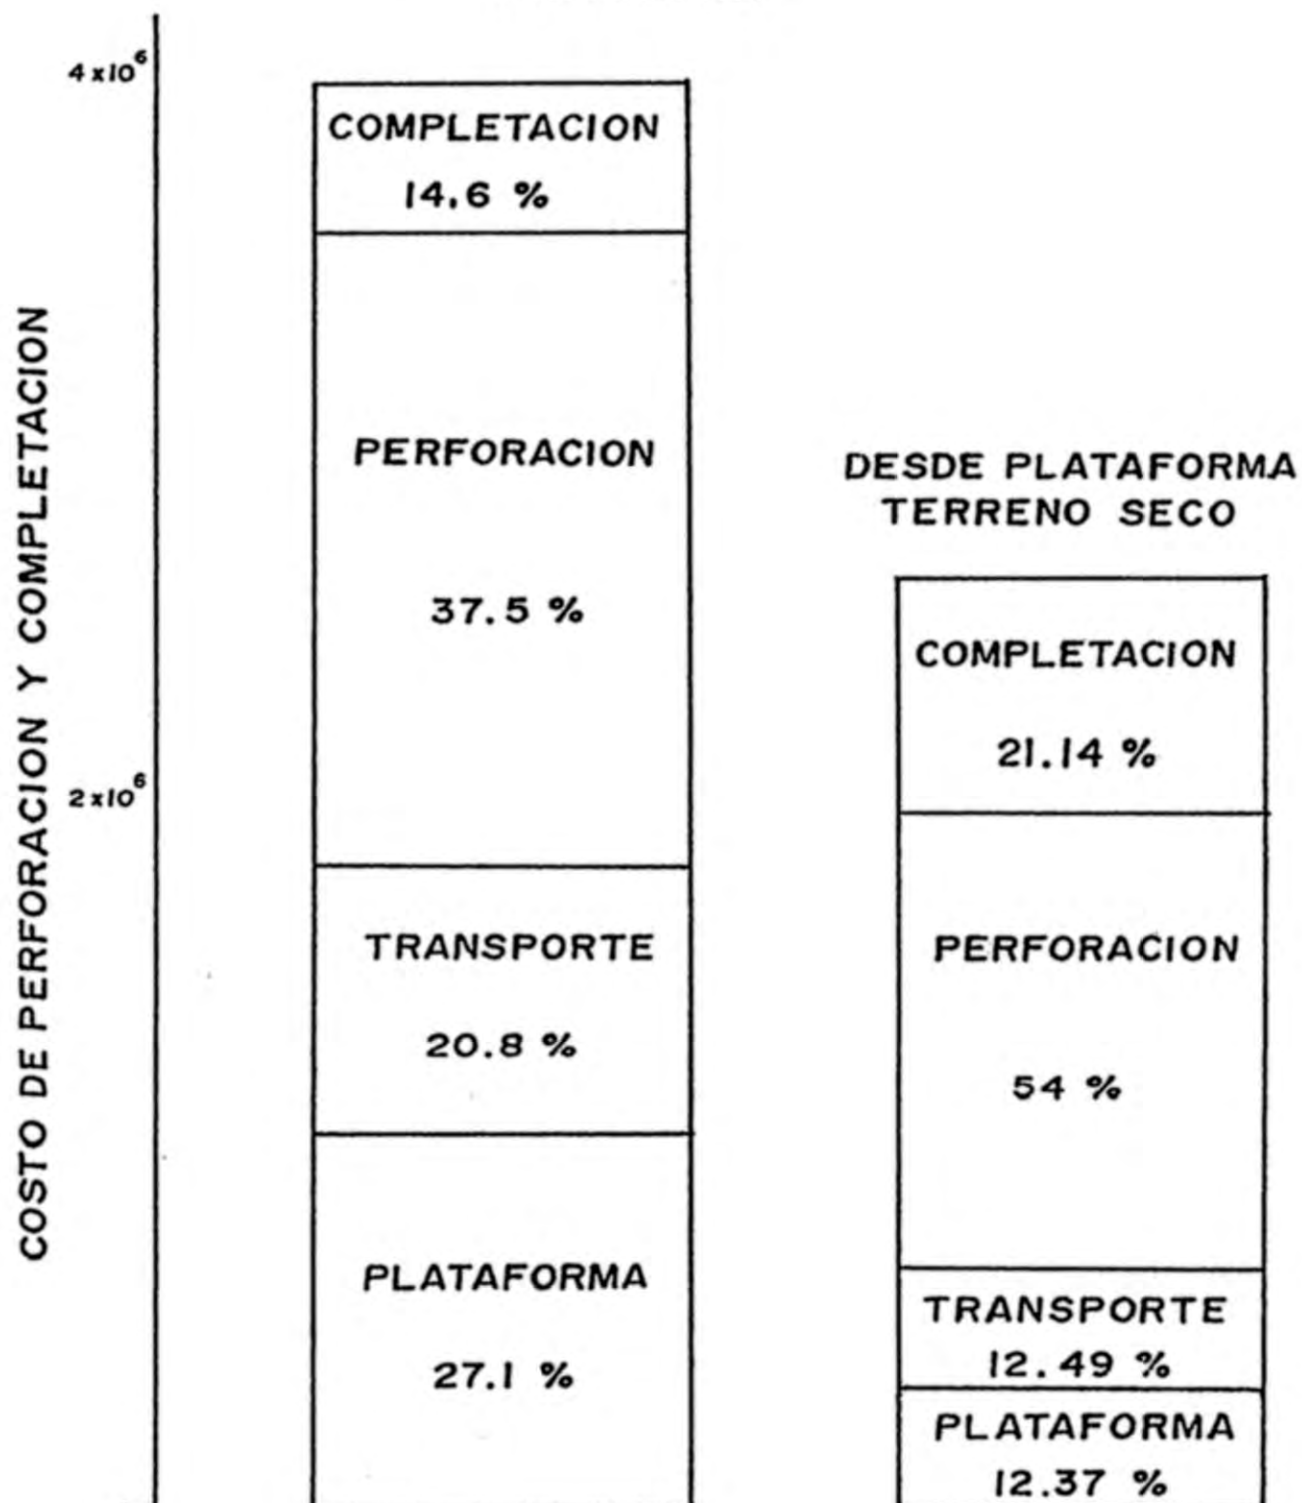 4x10⁶
COMPLETACION
14.6 %
PERFORACION
37.5 %
TRANSPORTE
20.8 %
PLATAFORMA
27.1 %
COSTO DE PERFORACION Y COMPLETACION
2x10⁶
DESDE PLATAFORMA
TERRENO SECO
COMPLETACION
21.14 %
PERFORACION
54 %
TRANSPORTE
12.49 %
PLATAFORMA
12.37 %